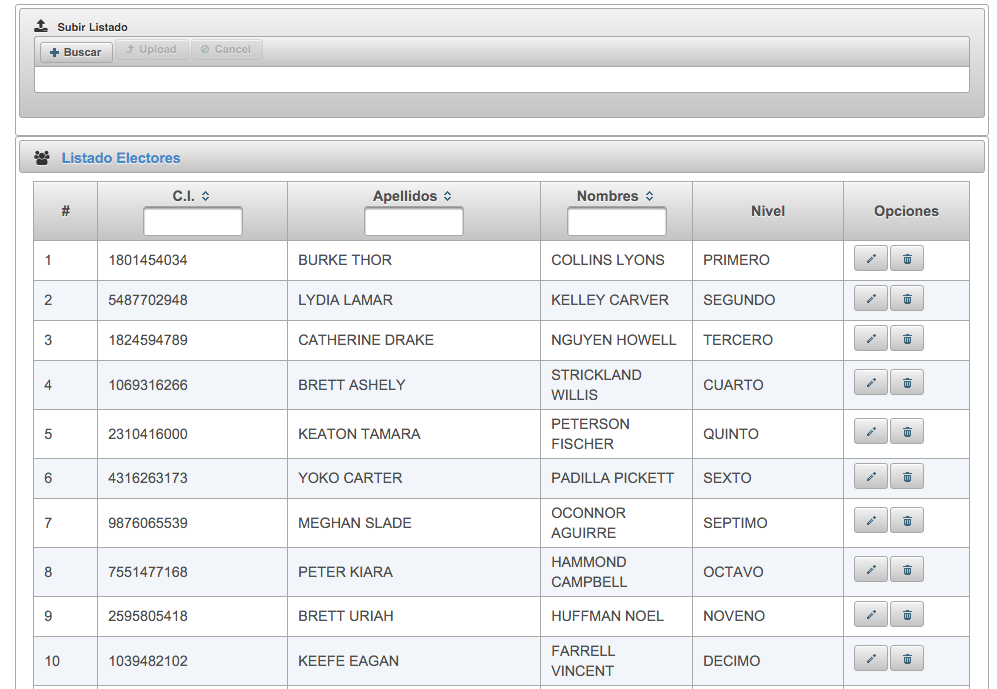 Subir Listado
Buscar Upload Cancel
Listado Electores
# C.I. Apellidos Nombres Nivel Opciones
1 1801454034 BURKE THOR COLLINS LYONS PRIMERO
2 5487702948 LYDIA LAMAR KELLEY CARVER SEGUNDO
3 1824594789 CATHERINE DRAKE NGUYEN HOWELL TERCERO
4 1069316266 BRETT ASHELY STRICKLAND WILLIS CUARTO
5 2310416000 KEATON TAMARA PETERSON FISCHER QUINTO
6 4316263173 YOKO CARTER PADILLA PICKETT SEXTO
7 9876065539 MEGHAN SLADE OCONNOR AGUIRRE SEPTIMO
8 7551477168 PETER KIARA HAMMOND CAMPBELL OCTAVO
9 2595805418 BRETT URIAH HUFFMAN NOEL NOVENO
10 1039482102 KEEFE EAGAN FARRELL VINCENT DECIMO